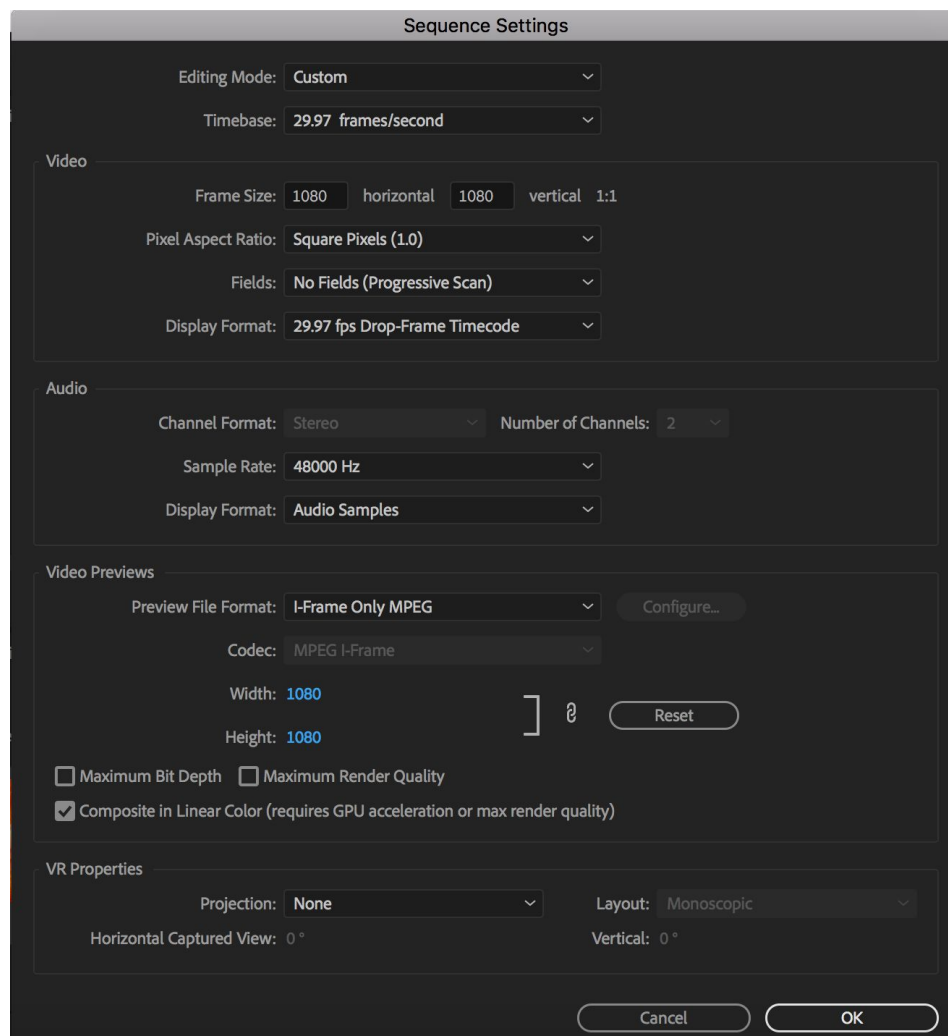 Sequence Settings
Editing Mode: Custom
Timebase: 29.97 frames/second
Video
Frame Size: 1080 horizontal 1080 vertical 1:1
Pixel Aspect Ratio: Square Pixels (1.0)
Fields: No Fields (Progressive Scan)
Display Format: 29.97 fps Drop-Frame Timecode
Audio
Channel Format: Stereo Number of Channels: 2
Sample Rate: 48000 Hz
Display Format: Audio Samples
Video Previews
Preview File Format: I-Frame Only MPEG Configure...
Codec: MPEG I-Frame
Width: 1080
Reset
Height: 1080
Maximum Bit Depth Maximum Render Quality
Composite in Linear Color (requires GPU acceleration or max render quality)
VR Properties
Projection: None Layout: Monoscopic
Horizontal Captured View: 0° Vertical: 0°
Cancel OK